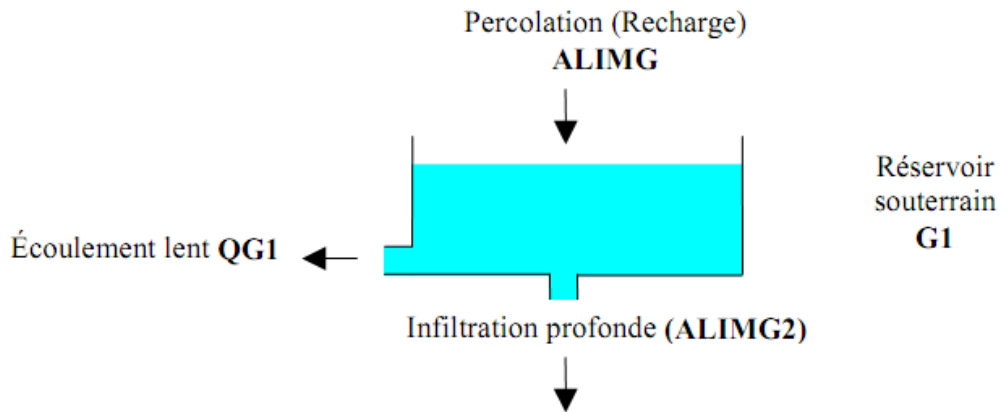 Percolation (Recharge)
ALIMG
Réservoir
souterrain
G1
Écoulement lent QG1
Infiltration profonde (ALIMG2)